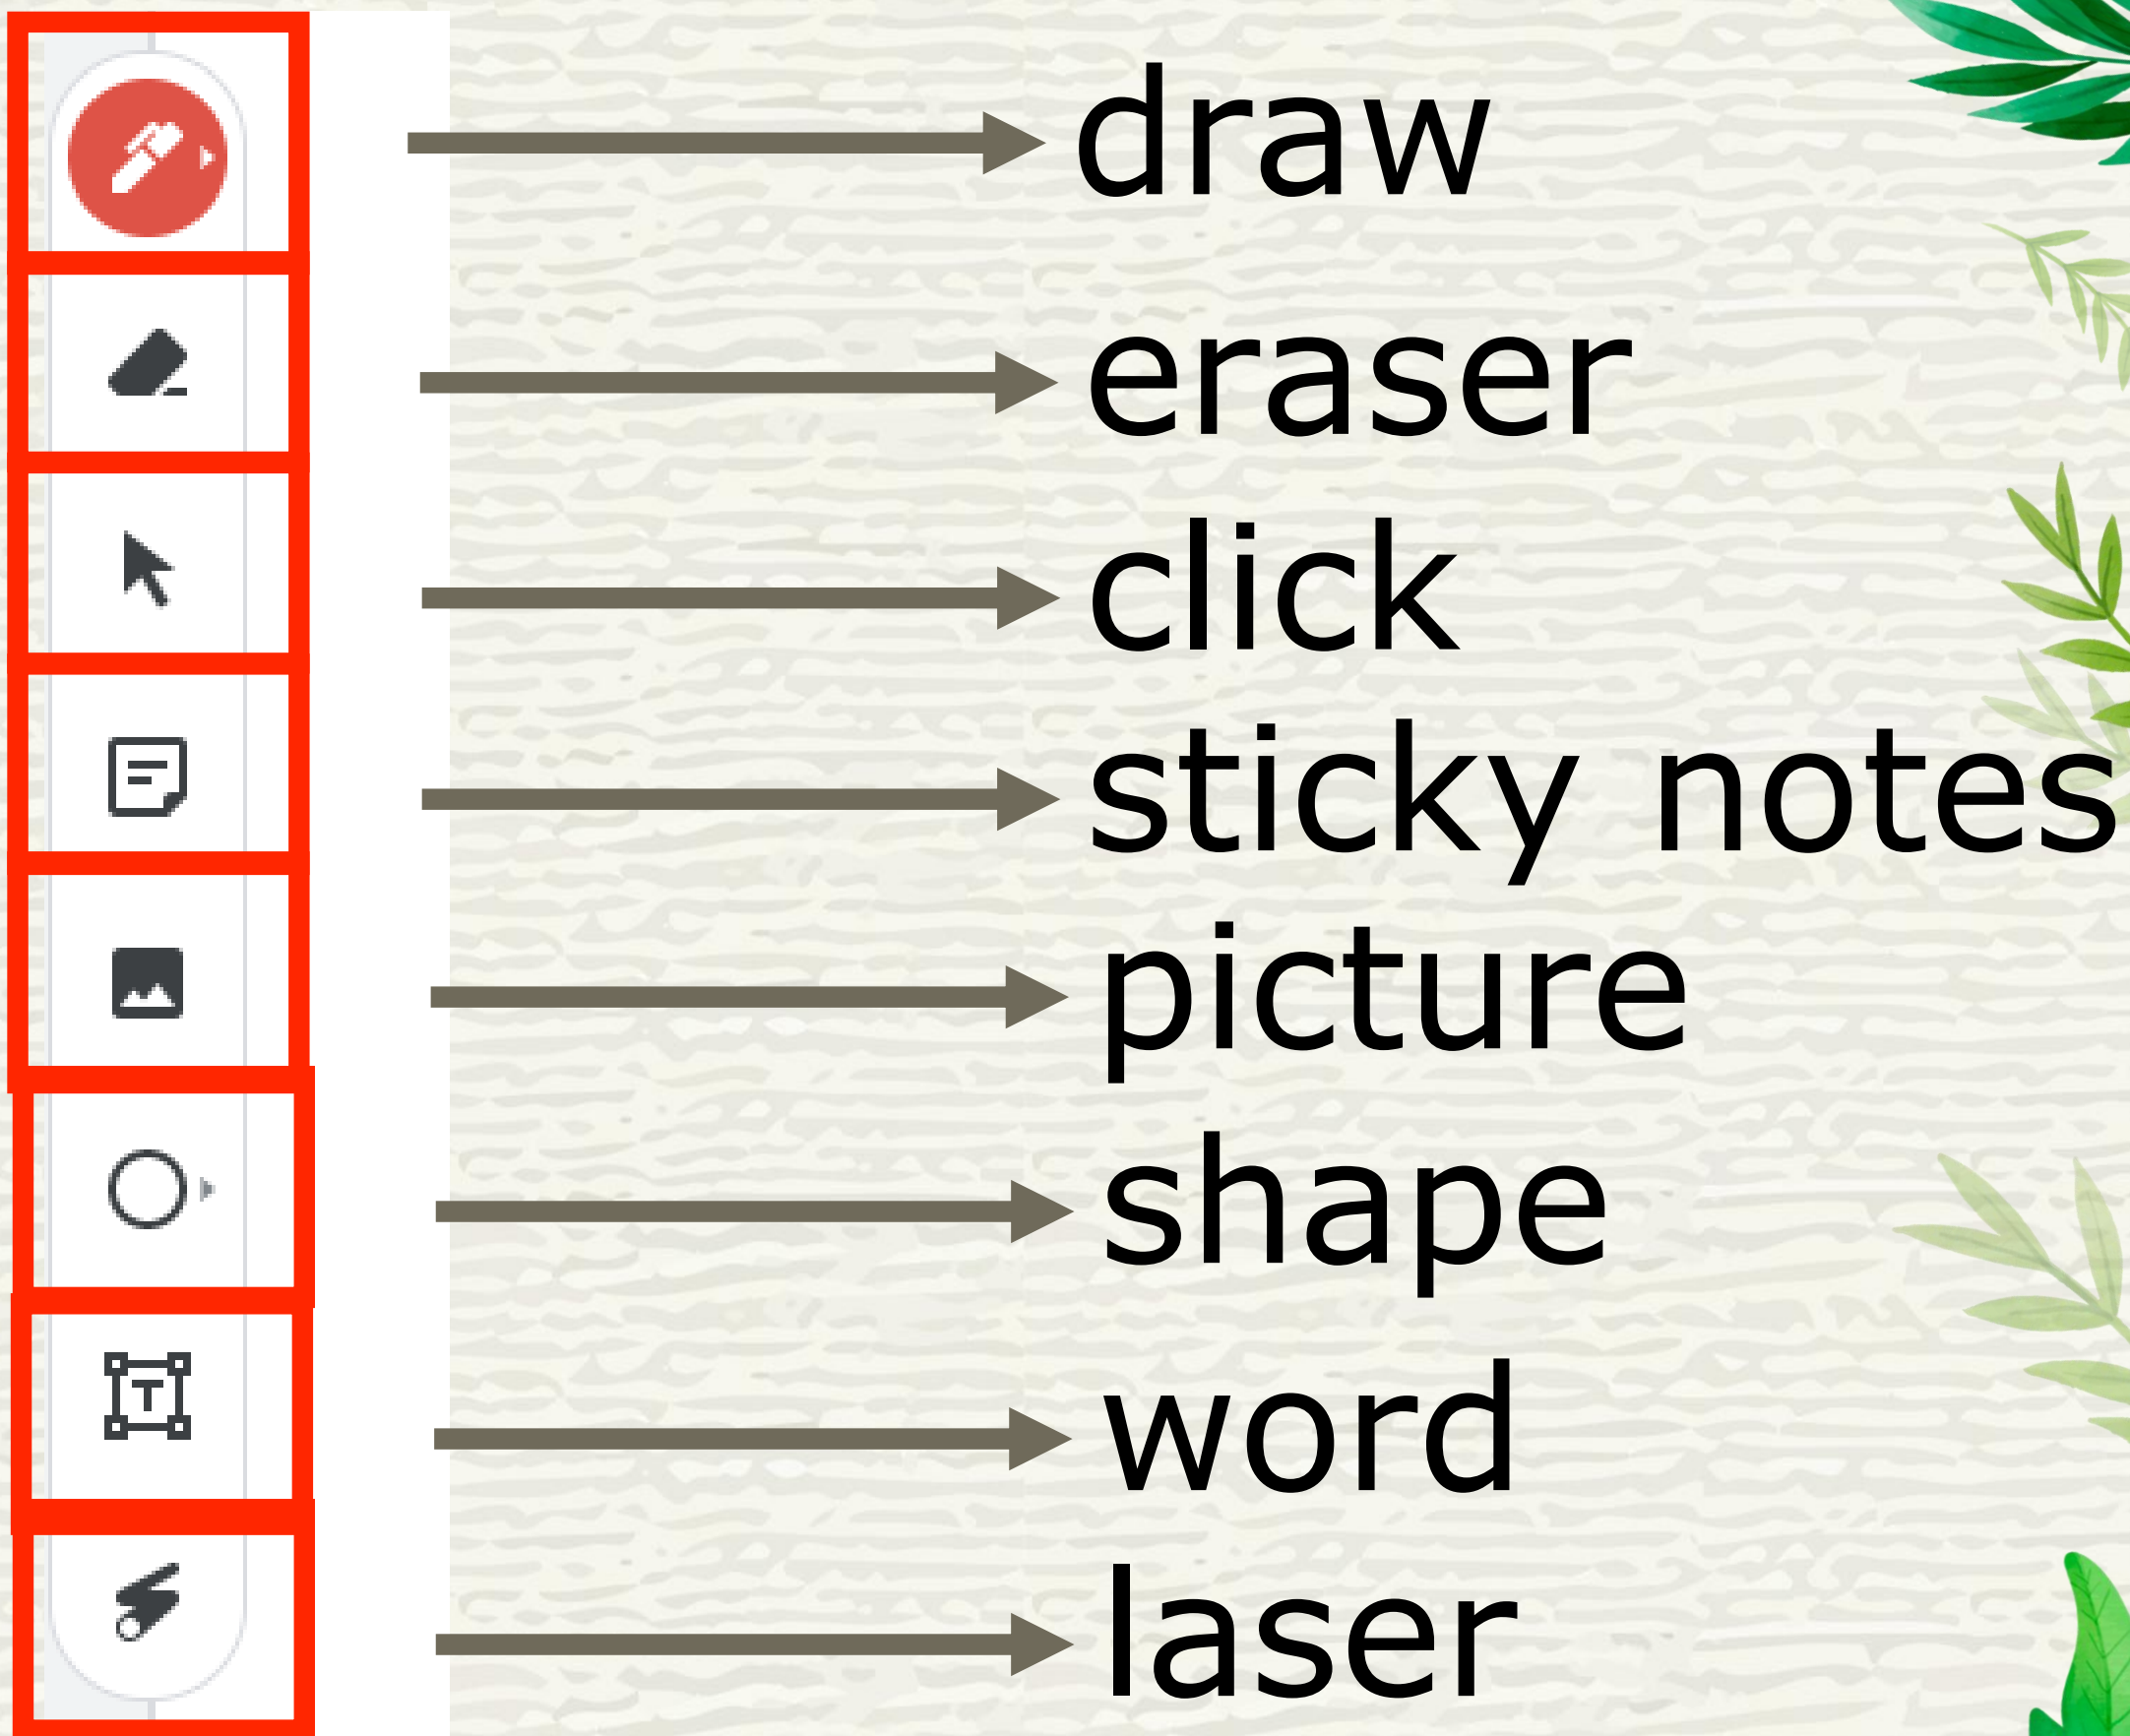 draw
eraser
click
sticky notes
picture
shape
word
laser